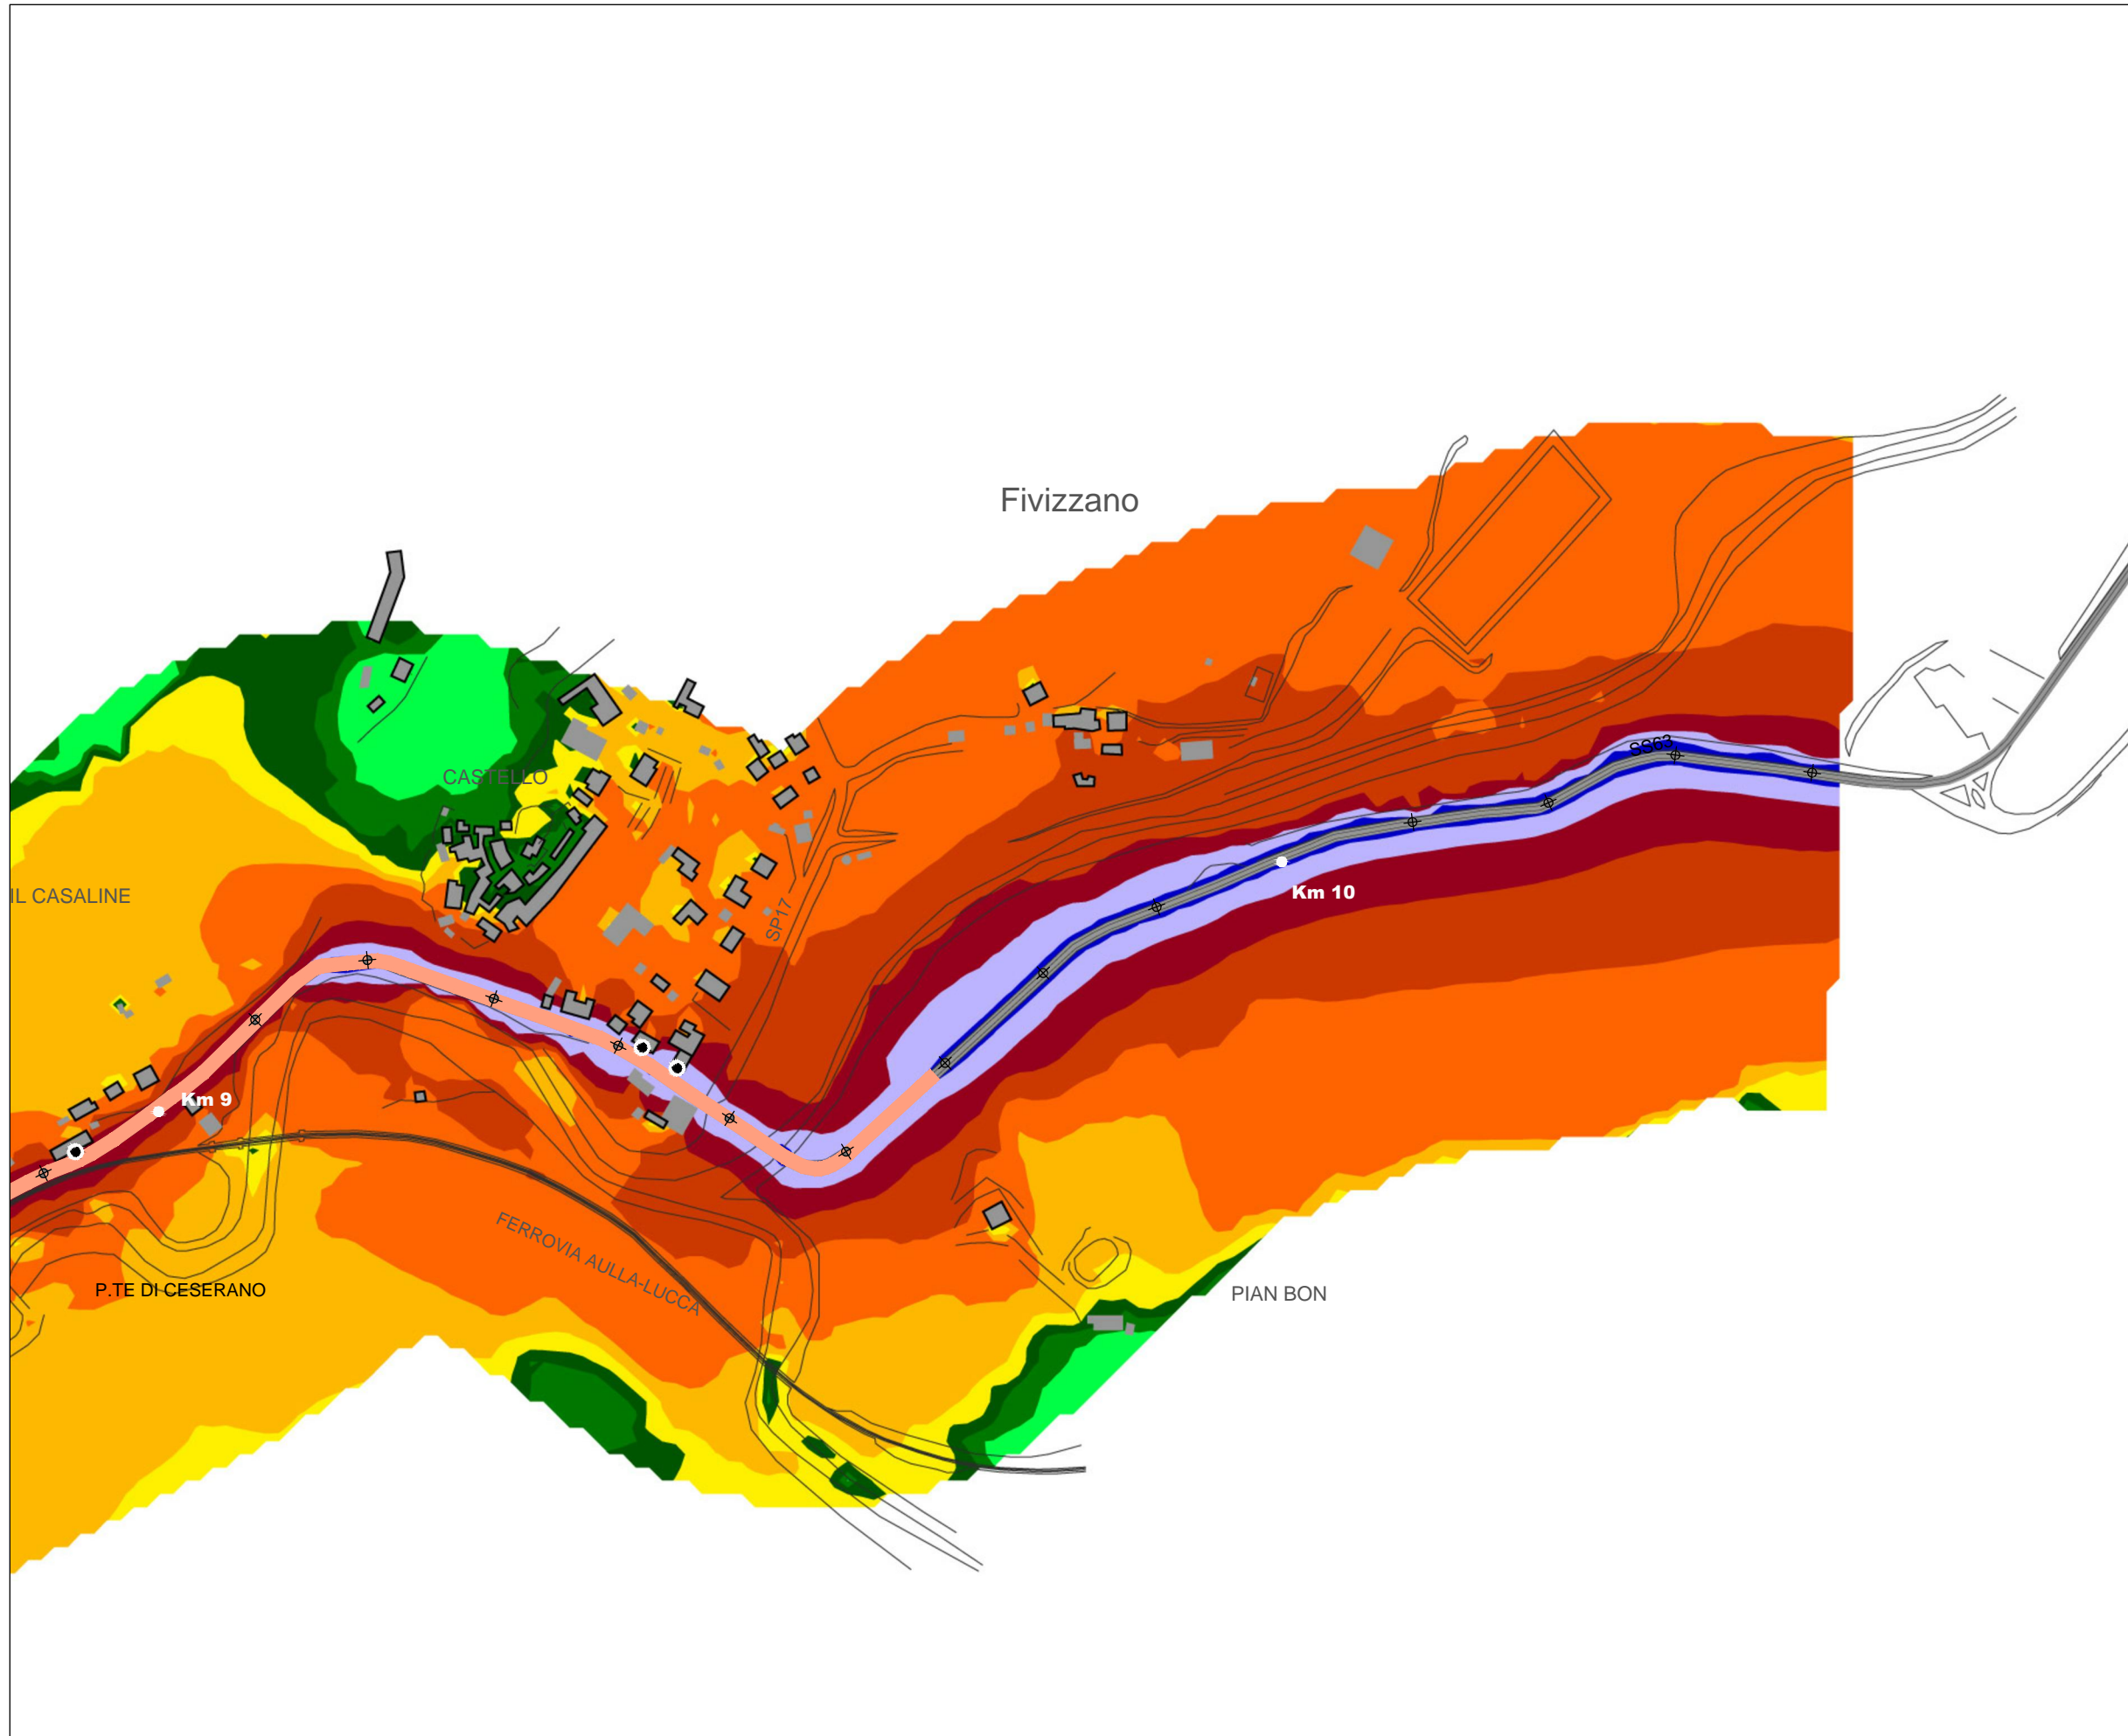 Fivizzano
SS63
CASTELLO
IL CASALINE
Km 10
SP17
Km 9
FERROVIA AULLA-LUCCA
P.TE DI CESERANO
PIAN BON